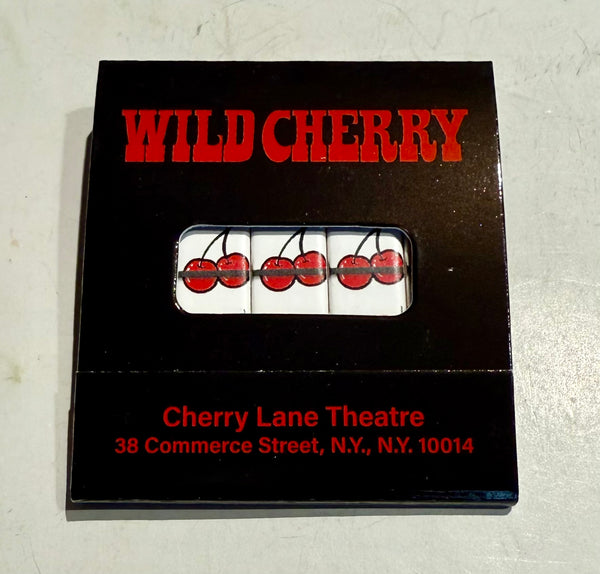 WILD CHERRY
Cherry Lane Theatre
38 Commerce Street, N.Y., N.Y. 10014